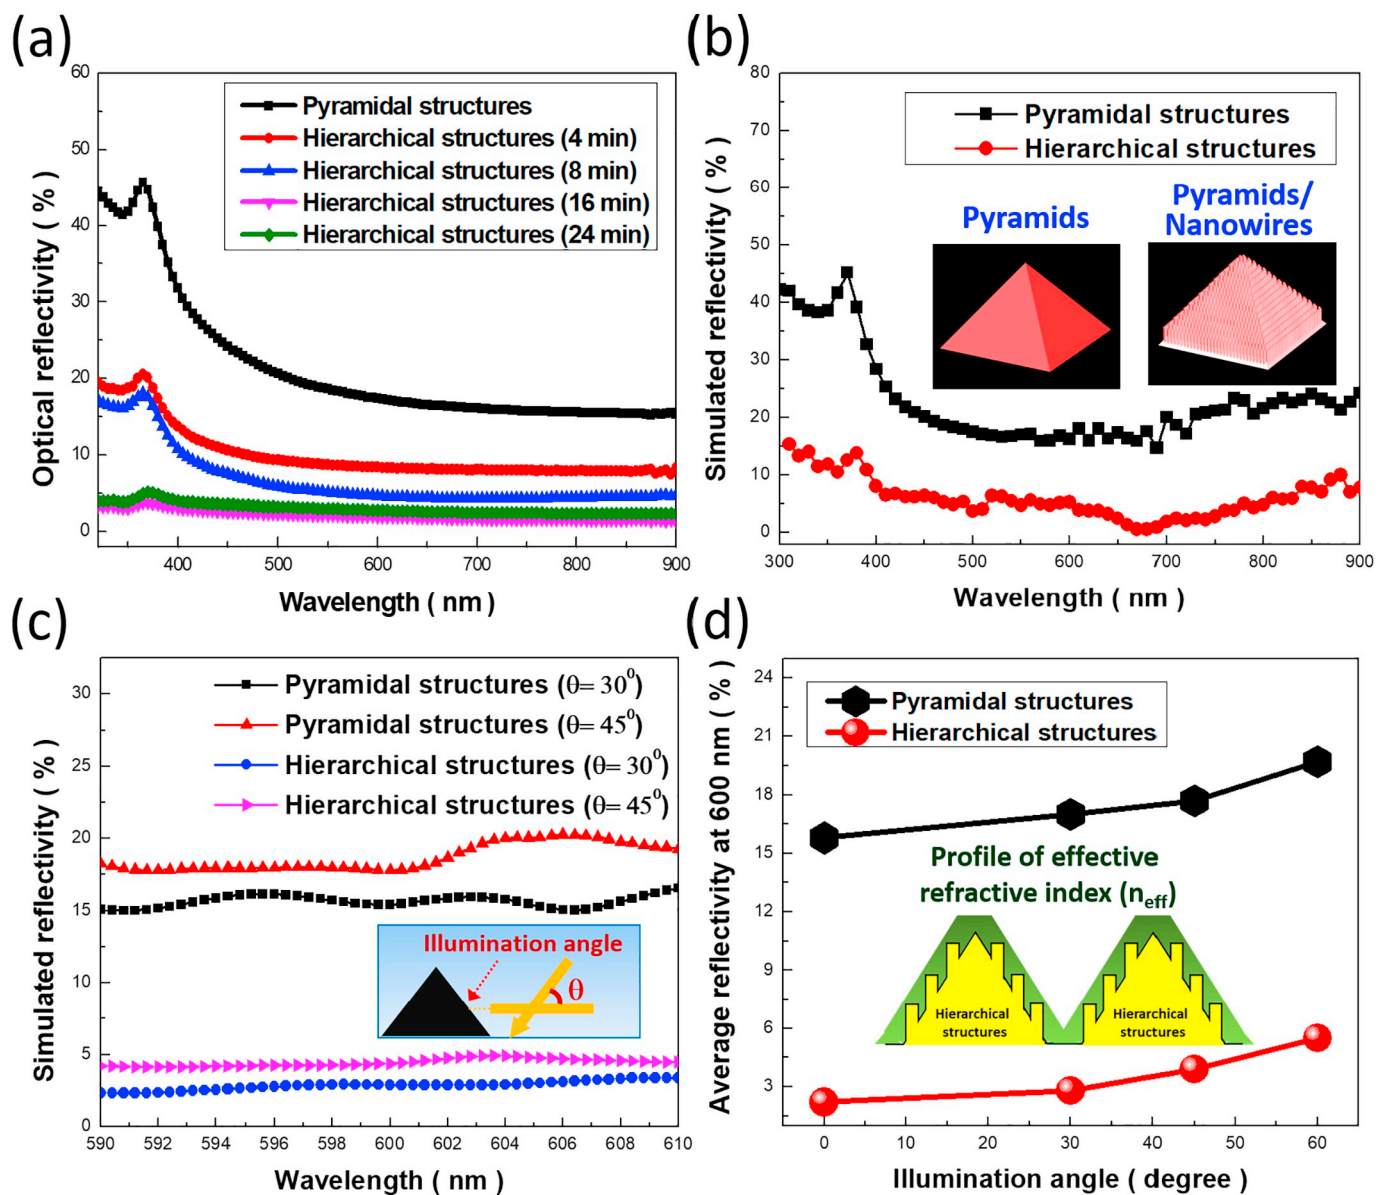 (a)
60
50
40
30
20
10
0
Optical reflectivity ( % )
Pyramidal structures
Hierarchical structures (4 min)
Hierarchical structures (8 min)
Hierarchical structures (16 min)
Hierarchical structures (24 min)
400 500 600 700 800 900
Wavelength ( nm )
(b)
80
70
60
50
40
30
20
10
0
Simulated reflectivity ( % )
Pyramidal structures
Hierarchical structures
Pyramids
Pyramids/
Nanowires
300 400 500 600 700 800 900
Wavelength ( nm )
(c)
30
25
20
15
10
5
0
Simulated reflectivity ( % )
Pyramidal structures (θ= 30⁰)
Pyramidal structures (θ= 45⁰)
Hierarchical structures (θ= 30⁰)
Hierarchical structures (θ= 45⁰)
Illumination angle
θ
590 592 594 596 598 600 602 604 606 608 610
Wavelength ( nm )
(d)
24
21
18
15
12
9
6
3
Average reflectivity at 600 nm ( % )
Pyramidal structures
Hierarchical structures
Profile of effective
refractive index (neff)
Hierarchical
structures
Hierarchical
structures
0 10 20 30 40 50 60
Illumination angle ( degree )